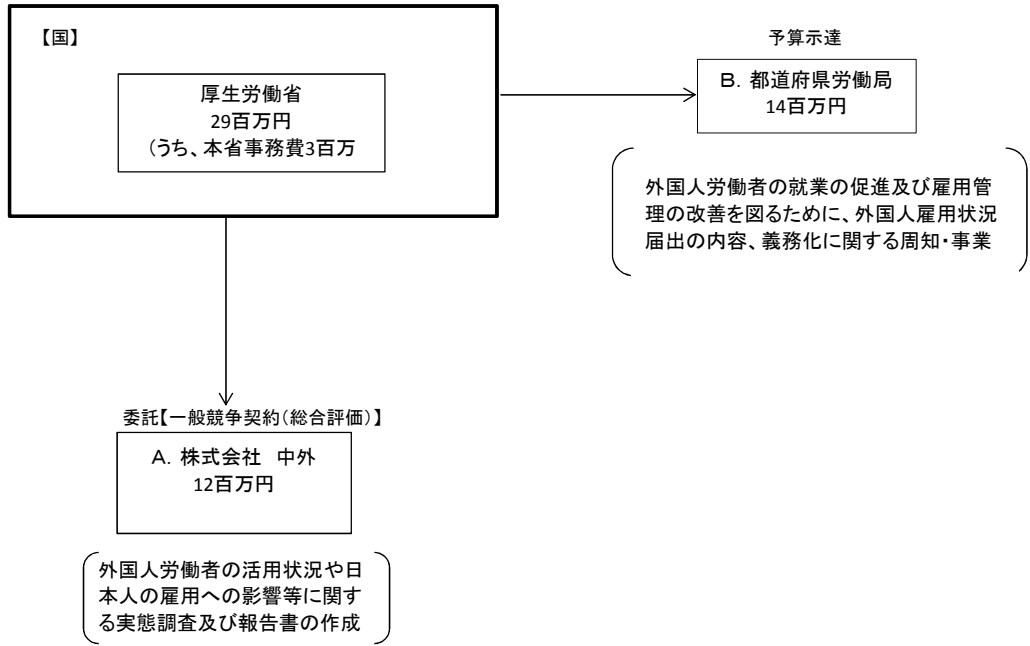 【国】
厚生労働省
29百万円
(うち、本省事務費3百万
予算示達
B．都道府県労働局
14百万円
外国人労働者の就業の促進及び雇用管
理の改善を図るために、外国人雇用状況
届出の内容、義務化に関する周知・事業
委託【一般競争契約(総合評価)】
A．株式会社　中外
12百万円
外国人労働者の活用状況や日
本人の雇用への影響等に関す
る実態調査及び報告書の作成